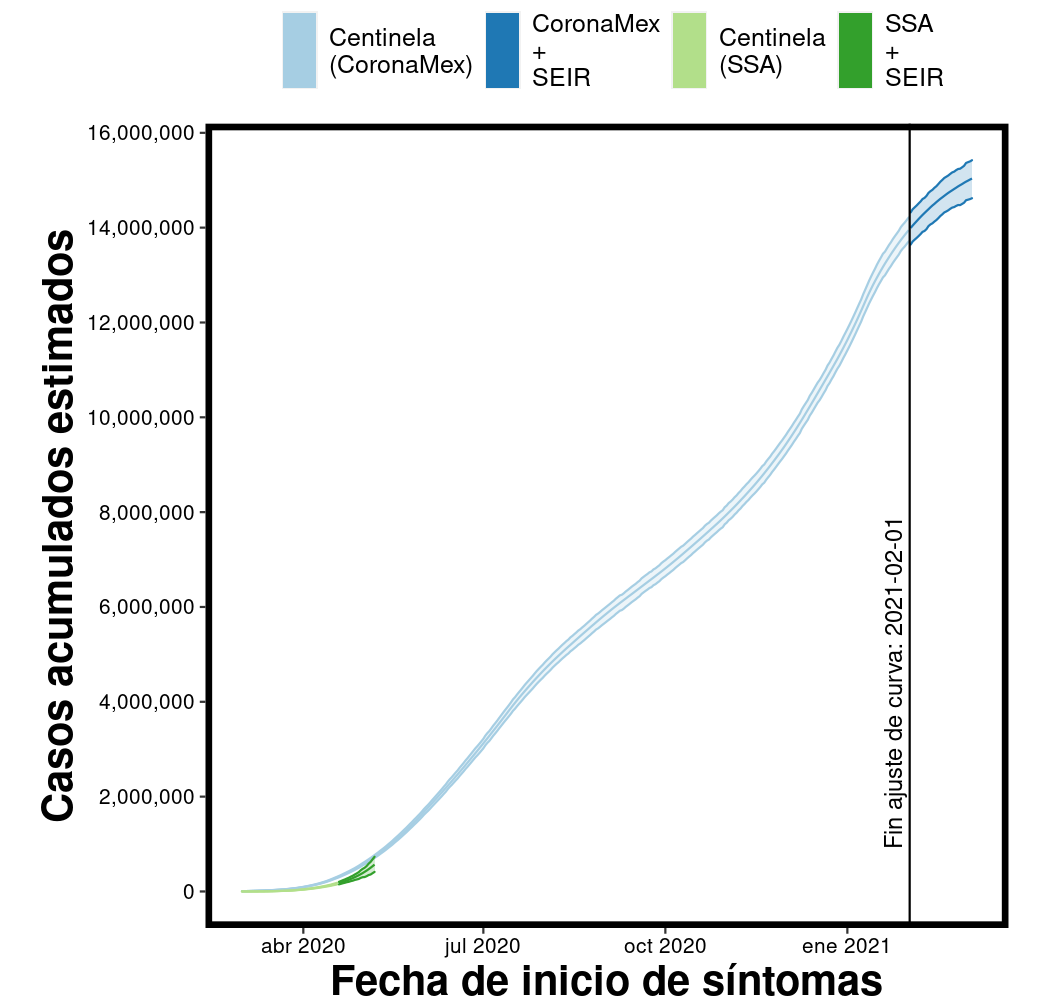 Centinela
(CoronaMex)
CoronaMex
+
SEIR
Centinela
(SSA)
SSA
+
SEIR
Casos acumulados estimados
16,000,000
14,000,000
12,000,000
10,000,000
8,000,000
6,000,000
4,000,000
2,000,000
0
Fin ajuste de curva: 2021-02-01
abr 2020
jul 2020
oct 2020
ene 2021
Fecha de inicio de síntomas